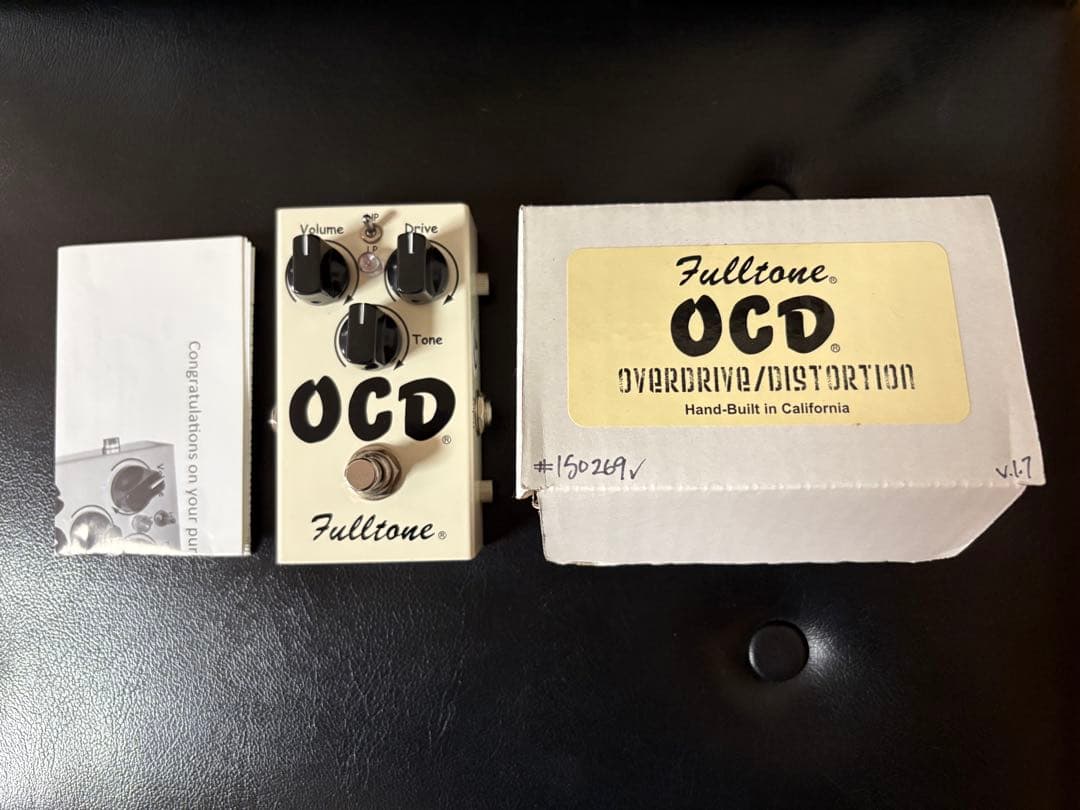 Congratulations on your pur
Volume
HP
Drive
LP
Tone
OCD®
Fulltone®
Fulltone®
OCD®
OVERDRIVE/DISTORTION
Hand-Built in California
#150269✓
v.1.7